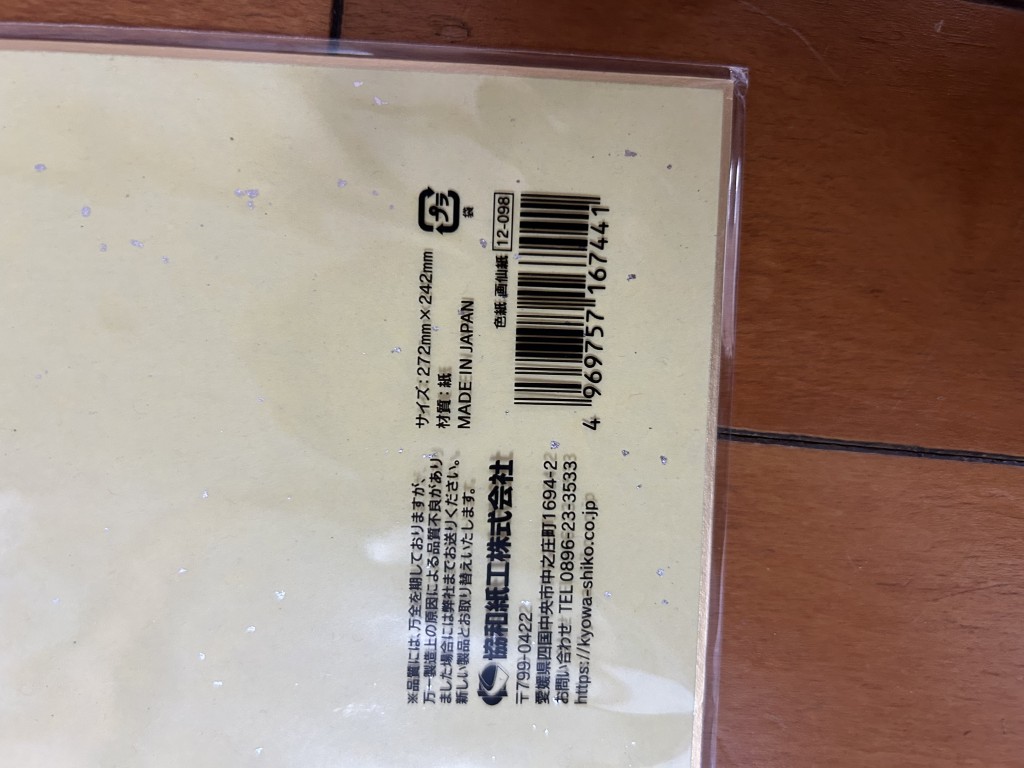 ※品質には、万全を期しておりますが、
万一製造上の原因による品質不良があり
ました場合には弊社までお送りください。
新しい製品とお取り替えいたします。
協和紙工株式会社
〒799-0422
愛媛県四国中央市中之庄町1694-2
お問い合わせ TEL0896-23-3533
https://kyowa-shiko.co.jp
サイズ：272mm×242mm
材質：紙
MADE IN JAPAN
プラ
袋
色紙 画仙紙 12-098
4 969757 167441